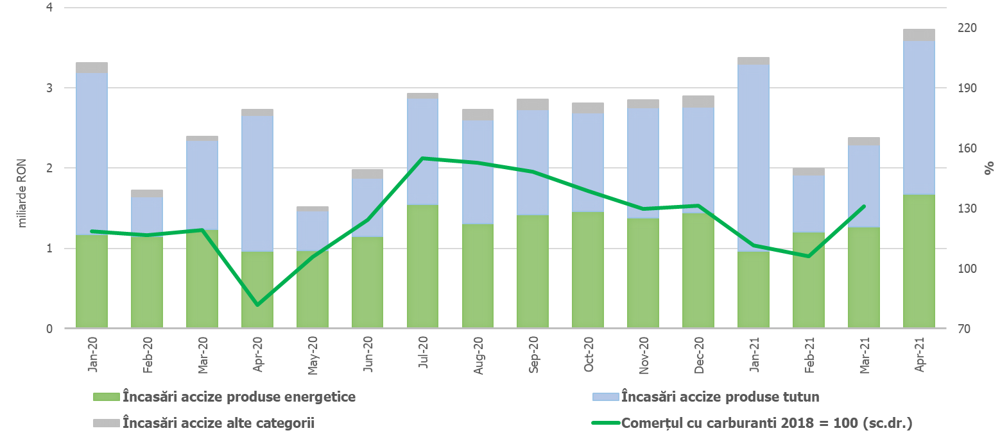 4
3
2
1
0
miliarde RON
220
190
160
130
100
70
%
Jan-20
Feb-20
Mar-20
Apr-20
May-20
Jun-20
Jul-20
Aug-20
Sep-20
Oct-20
Nov-20
Dec-20
Jan-21
Feb-21
Mar-21
Apr-21
Încasări accize produse energetice
Încasări accize produse tutun
Încasări accize alte categorii
Comerțul cu carburanti 2018 = 100 (sc.dr.)